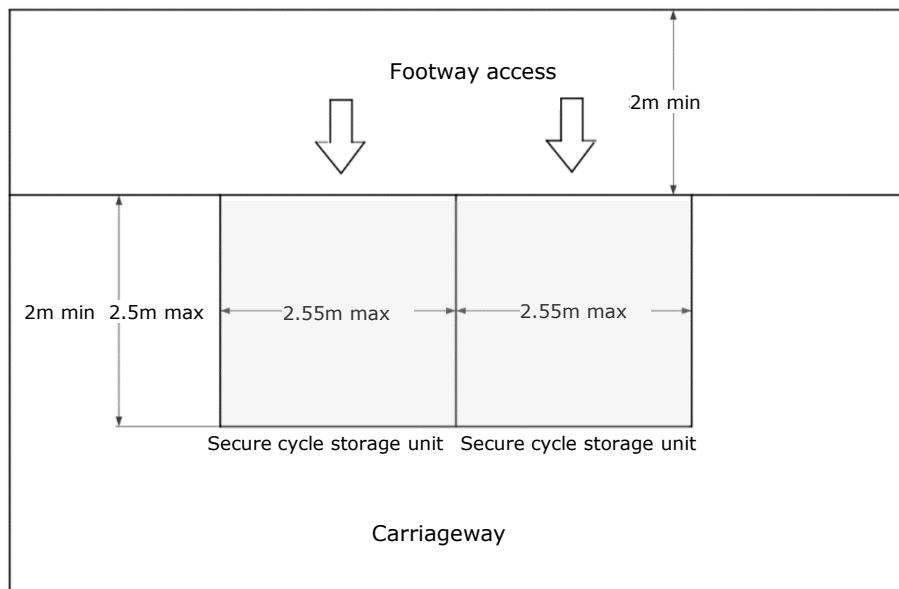 Footway access
2m min
2m min 2.5m max
2.55m max
2.55m max
Secure cycle storage unit
Secure cycle storage unit
Carriageway